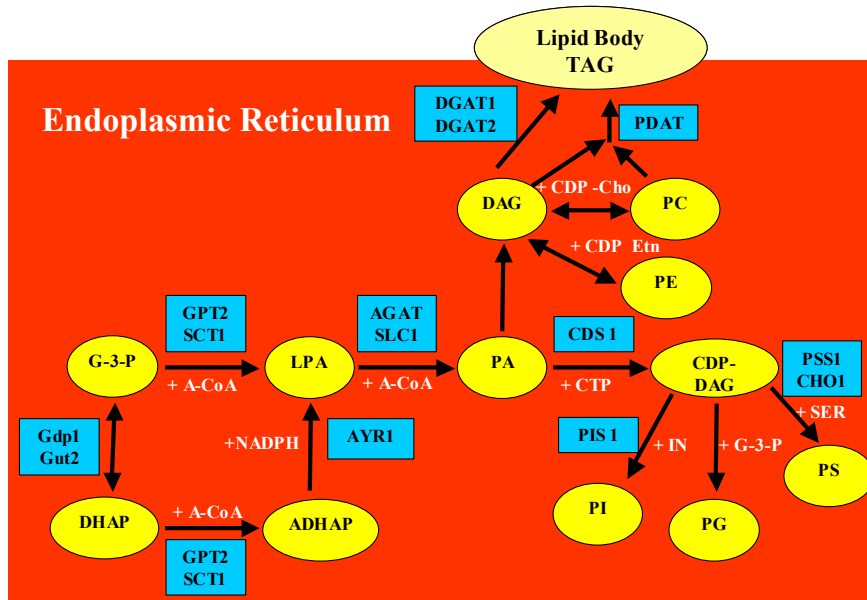 Lipid Body
TAG
Endoplasmic Reticulum
DGAT1
DGAT2
PDAT
+ CDP -Cho
DAG
PC
+ CDP Etn
PE
GPT2
SCT1
AGAT
SLC1
CDS 1
G-3-P
LPA
PA
CDP-
DAG
PSS1
CHO1
+ A-CoA
+ A-CoA
+ CTP
+ SER
Gdp1
Gut2
+NADPH
AYR1
PIS 1
+ IN
+ G-3-P
PS
DHAP
+ A-CoA
ADHAP
PI
PG
GPT2
SCT1